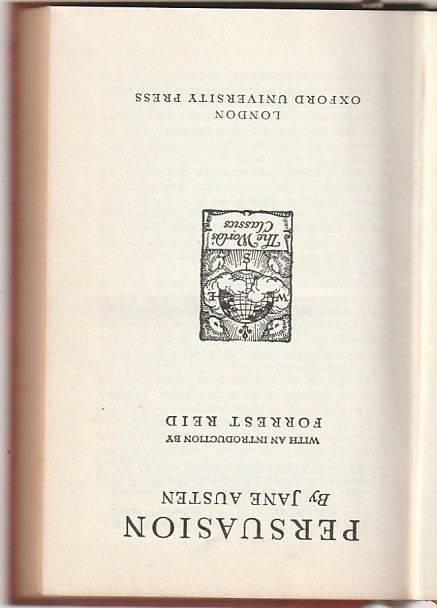 PERSUASION
By JANE AUSTEN
WITH AN INTRODUCTION BY
FORREST REID
W E
S
The World's
Classics
LONDON
OXFORD UNIVERSITY PRESS